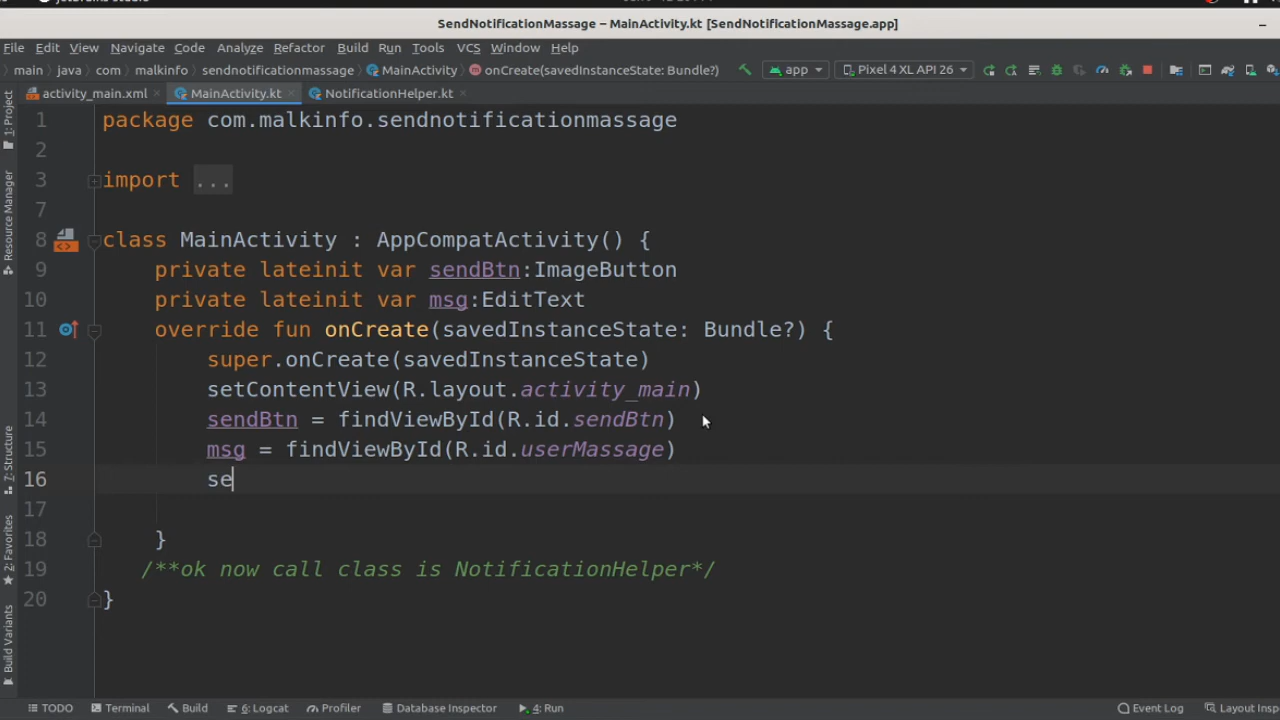 SendNotificationMassage – MainActivity.kt [SendNotificationMassage.app]
File Edit View Navigate Code Analyze Refactor Build Run Tools VCS Window Help
main java com malkinfo sendnotificationmassage MainActivity onCreate(savedInstanceState: Bundle?) app Pixel 4 XL API 26
activity_main.xml MainActivity.kt NotificationHelper.kt
1 package com.malkinfo.sendnotificationmassage
2
3 import ...
7
8 class MainActivity : AppCompatActivity() {
9 private lateinit var sendBtn:ImageButton
10 private lateinit var msg:EditText
11 override fun onCreate(savedInstanceState: Bundle?) {
12 super.onCreate(savedInstanceState)
13 setContentView(R.layout.activity_main)
14 sendBtn = findViewById(R.id.sendBtn)
15 msg = findViewById(R.id.userMassage)
16 se
17
18 }
19 /**ok now call class is NotificationHelper*/
20 }
1: Project
Resource Manager
7: Structure
2: Favorites
Build Variants
TODO Terminal Build 6: Logcat Profiler Database Inspector 4: Run Event Log Layout Insp